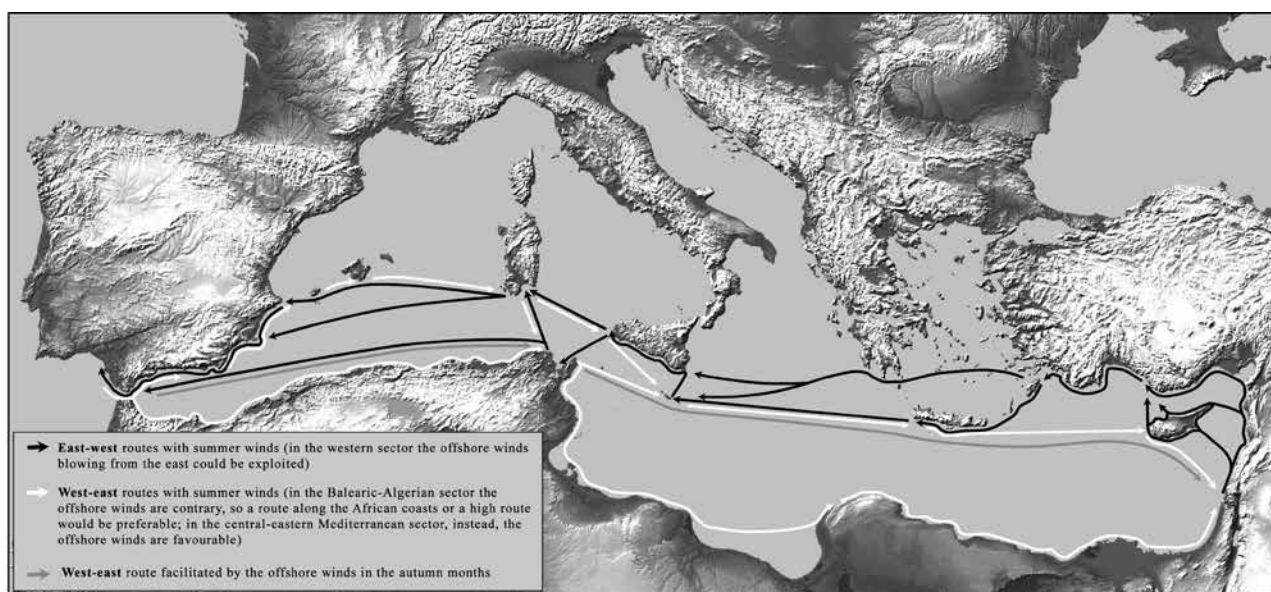 East-west routes with summer winds (in the western sector the offshore winds
blowing from the east could be exploited)
West-east routes with summer winds (in the Balearic-Algerian sector the
offshore winds are contrary, so a route along the African coasts or a high route
would be preferable; in the central-eastern Mediterranean sector, instead, the
offshore winds are favourable)
West-east route facilitated by the offshore winds in the autumn months